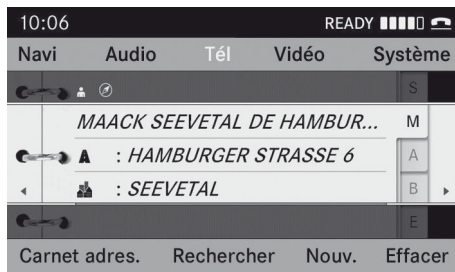 10:06 READY
Navi Audio Tél Vidéo Système
S
MAACK SEEVETAL DE HAMBUR... M
A : HAMBURGER STRASSE 6 A
: SEEVETAL B
E
Carnet adres. Rechercher Nouv. Effacer